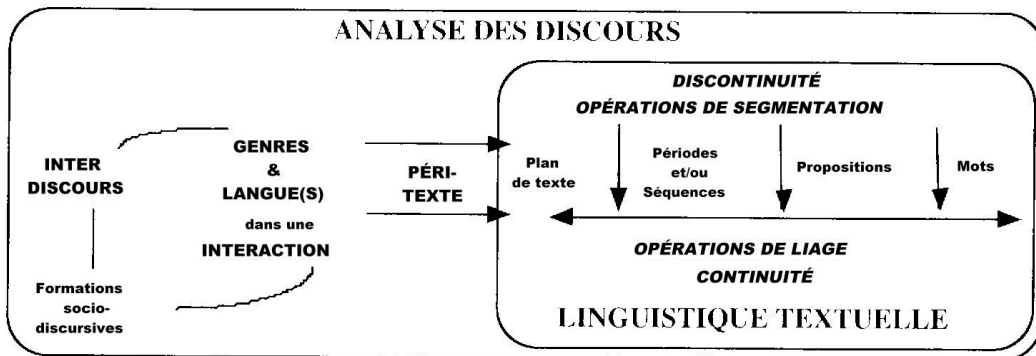 ANALYSE DES DISCOURS
DISCONTINUITÉ
OPÉRATIONS DE SEGMENTATION
INTER
DISCOURS
Formations
socio-
discursives
GENRES
&
LANGUE(S)
dans une
INTERACTION
PÉRI-
TEXTE
Plan
de texte
Périodes
et/ou
Séquences
Propositions
Mots
OPÉRATIONS DE LIAGE
CONTINUITÉ
LINGUISTIQUE TEXTUELLE